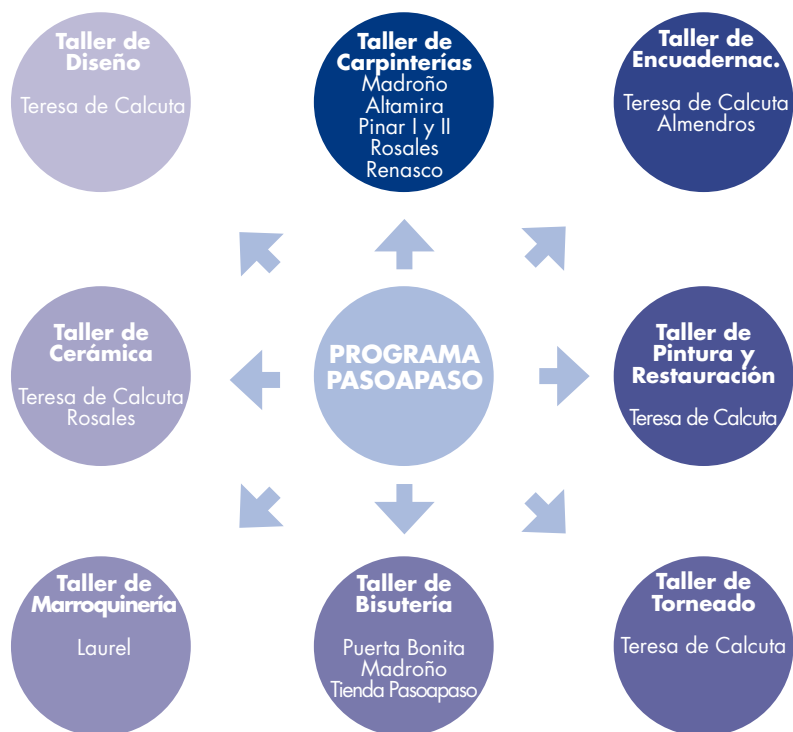 Taller de
Diseño
Teresa de Calcuta
Taller de
Carpinterías
Madroño
Altamira
Pinar I y II
Rosales
Renasco
Taller de
Encuadernac.
Teresa de Calcuta
Almendros
Taller de
Cerámica
Teresa de Calcuta
Rosales
PROGRAMA
PASOAPASO
Taller de
Pintura y
Restauración
Teresa de Calcuta
Taller de
Marroquinería
Laurel
Taller de
Bisutería
Puerta Bonita
Madroño
Tienda Pasoapaso
Taller de
Torneado
Teresa de Calcuta